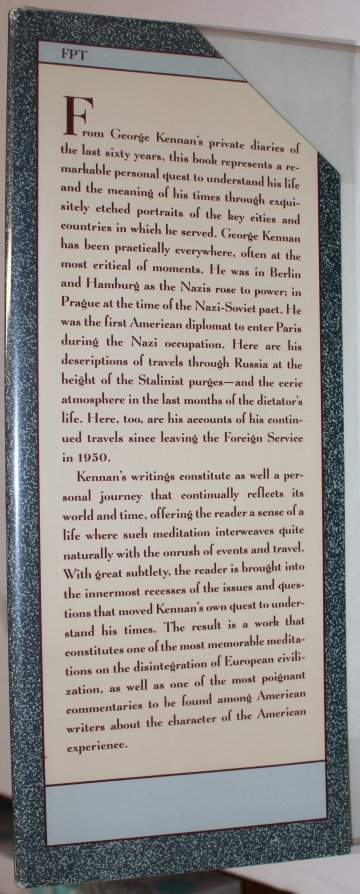 FPT
From George Kennan's private diaries of
the last sixty years, this book represents a re-
markable personal quest to understand his life
and the meaning of his times through exqui-
sitely etched portraits of the key cities and
countries in which he served. George Kennan
has been practically everywhere, often at the
most critical of moments. He was in Berlin
and Hamburg as the Nazis rose to power; in
Prague at the time of the Nazi-Soviet pact. He
was the first American diplomat to enter Paris
during the Nazi occupation. Here are his
descriptions of travels through Russia at the
height of the Stalinist purges—and the eerie
atmosphere in the last months of the dictator's
life. Here, too, are his accounts of his contin-
ued travels since leaving the Foreign Service
in 1950.
Kennan's writings constitute as well a per-
sonal journey that continually reflects its
world and time, offering the reader a sense of a
life where such meditation interweaves quite
naturally with the onrush of events and travel.
With great subtlety, the reader is brought into
the innermost recesses of the issues and ques-
tions that moved Kennan's own quest to under-
stand his times. The result is a work that
constitutes one of the most memorable medita-
tions on the disintegration of European civili-
zation, as well as one of the most poignant
commentaries to be found among American
writers about the character of the American
experience.